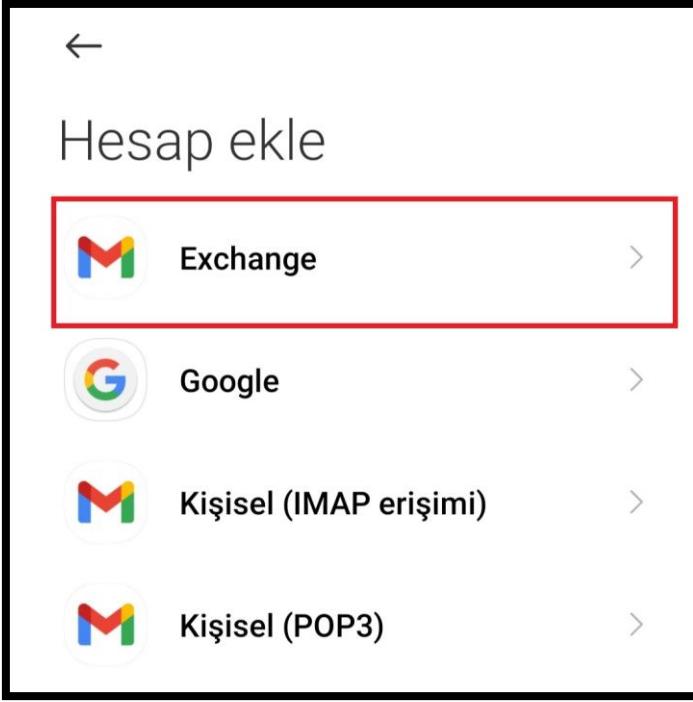 Hesap ekle
Exchange
Google
Kişisel (IMAP erişimi)
Kişisel (POP3)